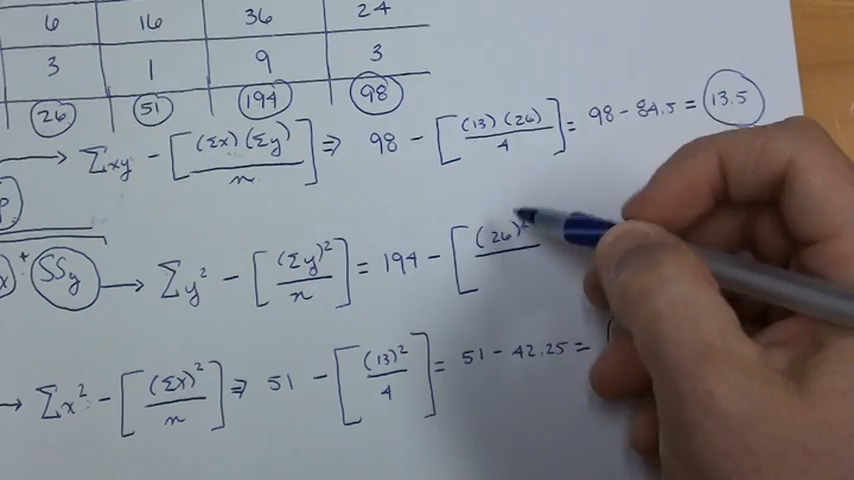 6 16 36 24
3 1 9 3
26 51 194 98
Σxy - [(Σx)(Σy)/n] ⇒ 98 - [(13)(26)/4] = 98 - 84.5 = 13.5
+ SSy → Σy² - [(Σy)²/n] = 194 - [(26)²
→ Σx² - [(Σx)²/n] ⇒ 51 - [(13)²/4] = 51 - 42.25 =